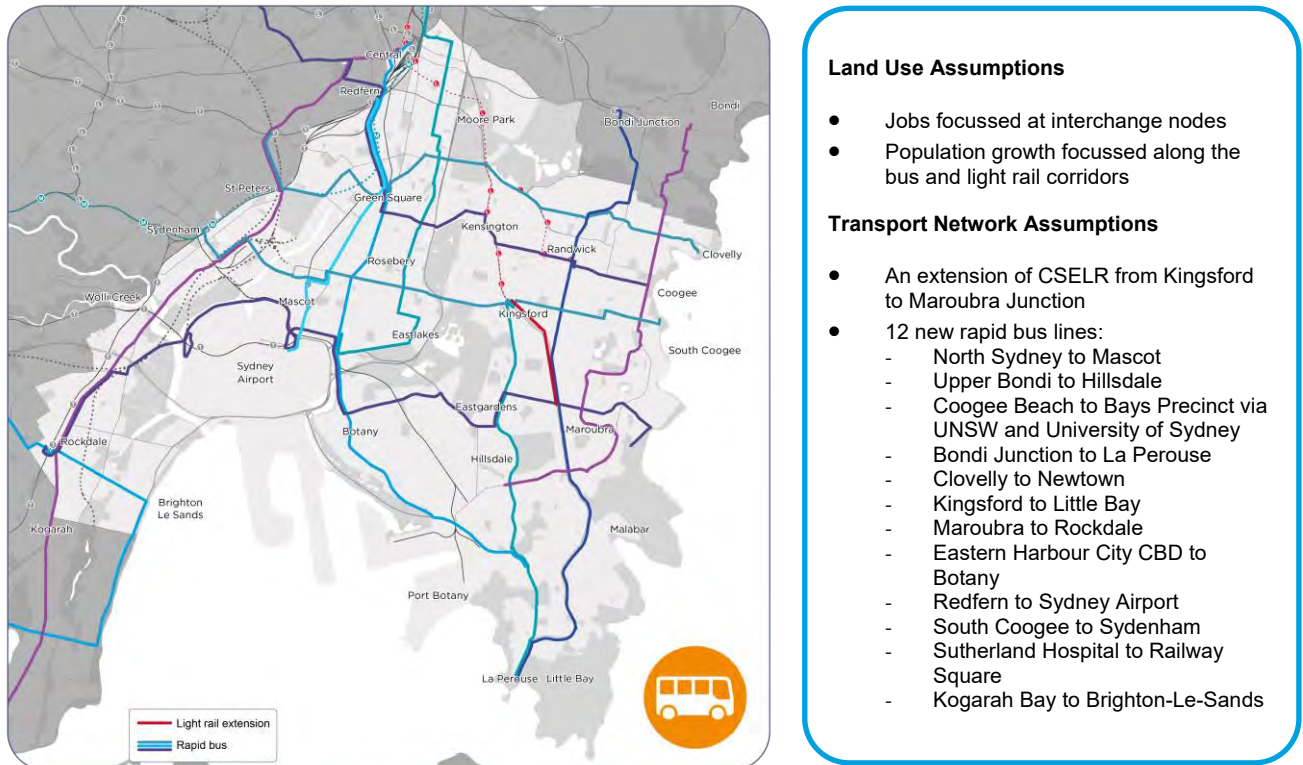 Central
Redfern
Moore Park
Bondi
Bondi Junction
St Peters
Green Square
Sydenham
Kensington
Randwick
Clovelly
Rosebery
Wolli Creek
Mascot
Coogee
Kingsford
Eastlakes
South Coogee
Sydney
Airport
Eastgardens
Botany
Maroubra
Rockdale
Hillsdale
Brighton
Le Sands
Kogarah
Malabar
Port Botany
La Perouse
Little Bay
Light rail extension
Rapid bus
Land Use Assumptions
• Jobs focussed at interchange nodes
• Population growth focussed along the
bus and light rail corridors
Transport Network Assumptions
• An extension of CSELR from Kingsford
to Maroubra Junction
• 12 new rapid bus lines:
- North Sydney to Mascot
- Upper Bondi to Hillsdale
- Coogee Beach to Bays Precinct via
UNSW and University of Sydney
- Bondi Junction to La Perouse
- Clovelly to Newtown
- Kingsford to Little Bay
- Maroubra to Rockdale
- Eastern Harbour City CBD to
Botany
- Redfern to Sydney Airport
- South Coogee to Sydenham
- Sutherland Hospital to Railway
Square
- Kogarah Bay to Brighton-Le-Sands